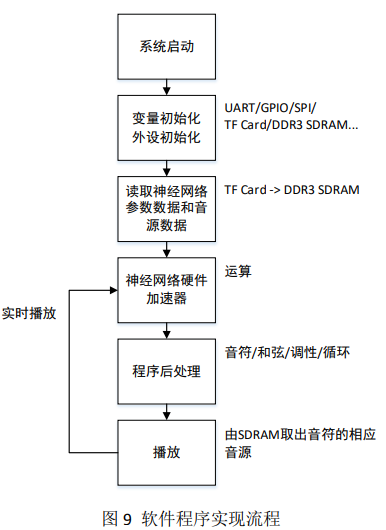 系统启动
变量初始化
外设初始化
UART/GPIO/SPI/
TF Card/DDR3 SDRAM...
读取神经网络
参数数据和音
源数据
TF Card -> DDR3 SDRAM
神经网络硬件
加速器
运算
实时播放
程序后处理
音符/和弦/调性/循环
播放
由SDRAM取出音符的相应
音源
图 9 软件程序实现流程